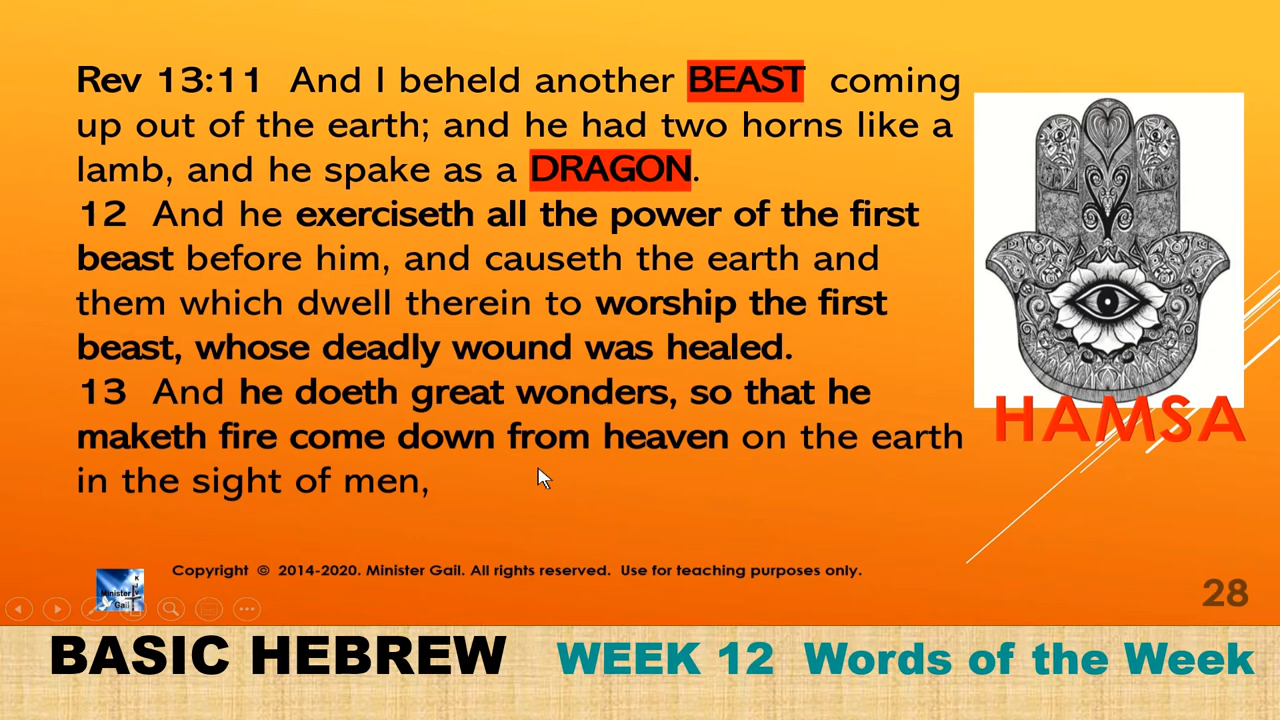 Rev 13:11 And I beheld another BEAST coming
up out of the earth; and he had two horns like a
lamb, and he spake as a DRAGON.
12 And he exerciseth all the power of the first
beast before him, and causeth the earth and
them which dwell therein to worship the first
beast, whose deadly wound was healed.
13 And he doeth great wonders, so that he
maketh fire come down from heaven on the earth
in the sight of men,
HAMSA
Copyright © 2014-2020. Minister Gail. All rights reserved. Use for teaching purposes only.
Minister
Gail
28
BASIC HEBREW WEEK 12 Words of the Week